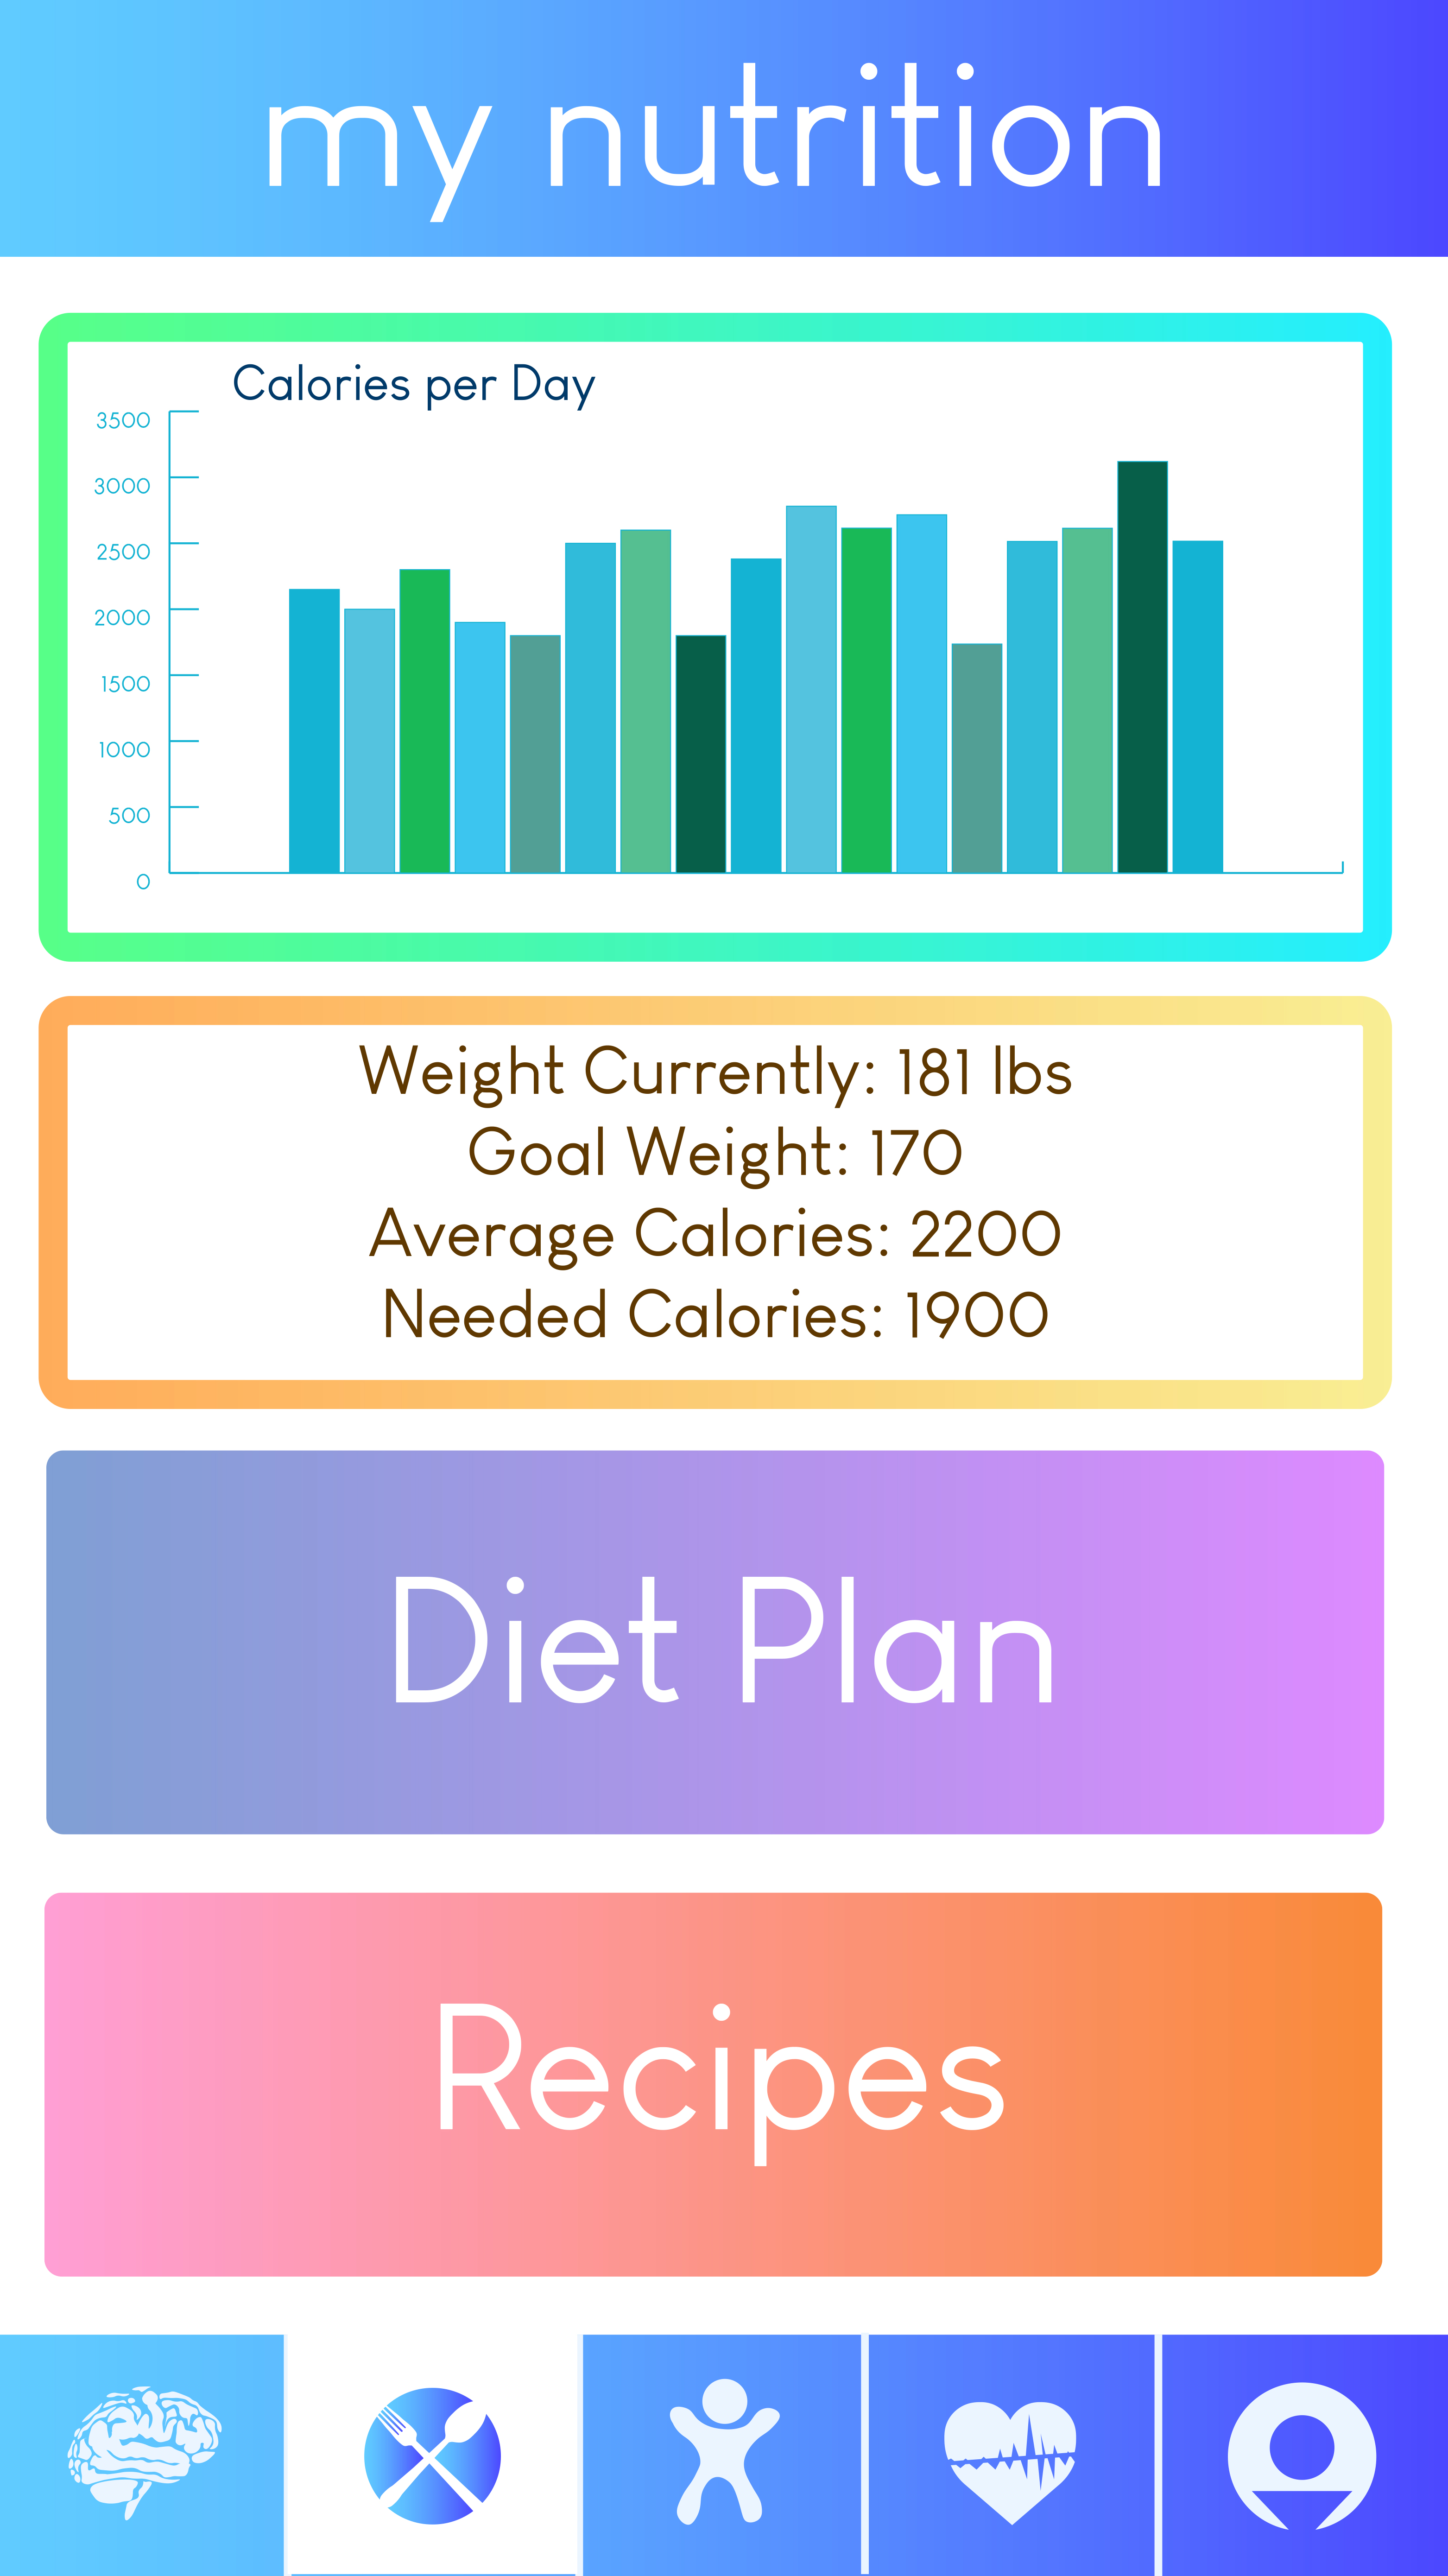 my nutrition
Calories per Day
3500
3000
2500
2000
1500
1000
500
0
Weight Currently: 181 lbs
Goal Weight: 170
Average Calories: 2200
Needed Calories: 1900
Diet Plan
Recipes